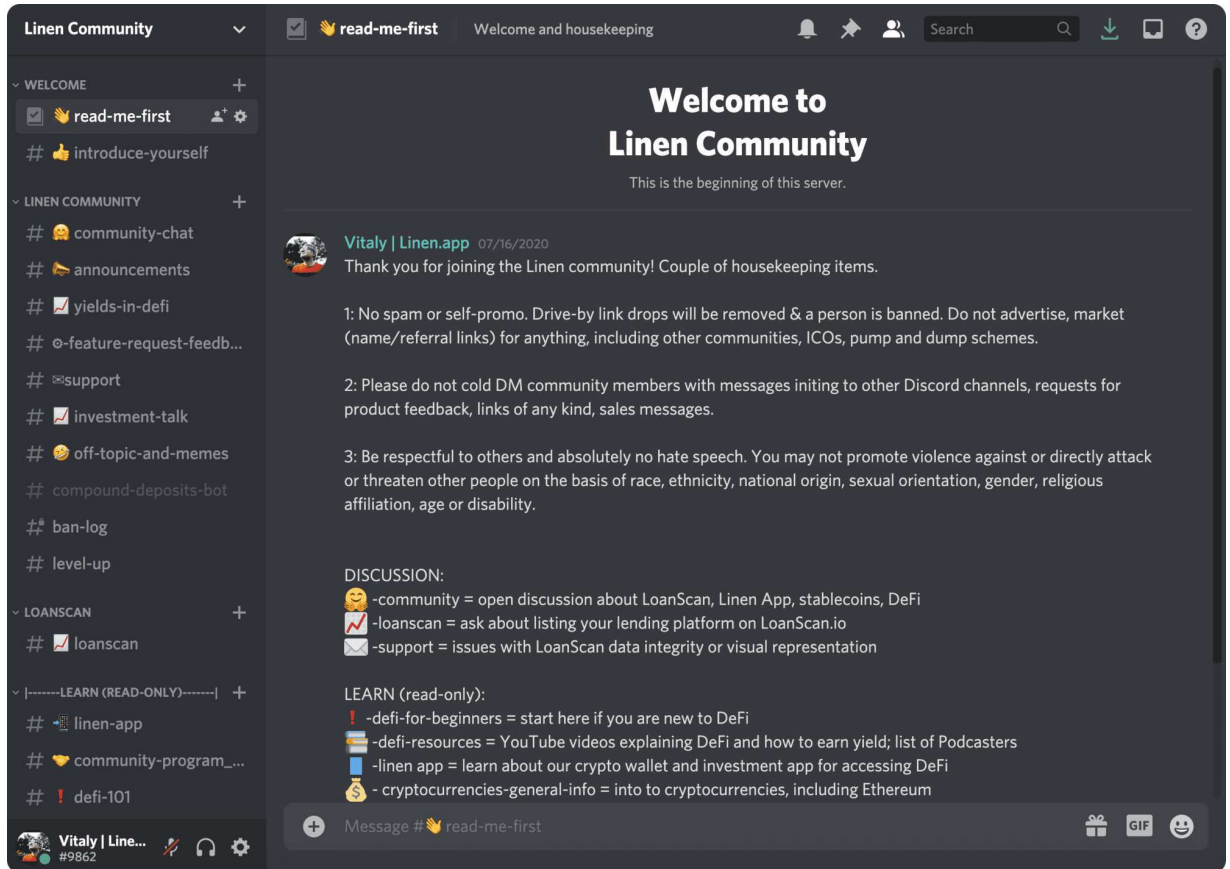 Linen Community
WELCOME
👋 read-me-first
# 👍 introduce-yourself
LINEN COMMUNITY
# 🤗 community-chat
# 📣 announcements
# 📈 yields-in-defi
# ⚙-feature-request-feedb...
# ✉support
# 📈 investment-talk
# 🤣 off-topic-and-memes
# compound-deposits-bot
# ban-log
# level-up
LOANSCAN
# 📈 loanscan
|-------LEARN (READ-ONLY)-------|
# 📲 linen-app
# 🤝 community-program_...
# ❗ defi-101
Vitaly | Line...
#9862
👋 read-me-first
Welcome and housekeeping
Search
Welcome to
Linen Community
This is the beginning of this server.
Vitaly | Linen.app 07/16/2020
Thank you for joining the Linen community! Couple of housekeeping items.
1: No spam or self-promo. Drive-by link drops will be removed & a person is banned. Do not advertise, market
(name/referral links) for anything, including other communities, ICOs, pump and dump schemes.
2: Please do not cold DM community members with messages initing to other Discord channels, requests for
product feedback, links of any kind, sales messages.
3: Be respectful to others and absolutely no hate speech. You may not promote violence against or directly attack
or threaten other people on the basis of race, ethnicity, national origin, sexual orientation, gender, religious
affiliation, age or disability.
DISCUSSION:
🤗 -community = open discussion about LoanScan, Linen App, stablecoins, DeFi
📈 -loanscan = ask about listing your lending platform on LoanScan.io
✉ -support = issues with LoanScan data integrity or visual representation
LEARN (read-only):
❗ -defi-for-beginners = start here if you are new to DeFi
📚 -defi-resources = YouTube videos explaining DeFi and how to earn yield; list of Podcasters
📘 -linen app = learn about our crypto wallet and investment app for accessing DeFi
💰 - cryptocurrencies-general-info = into to cryptocurrencies, including Ethereum
Message #👋 read-me-first
GIF